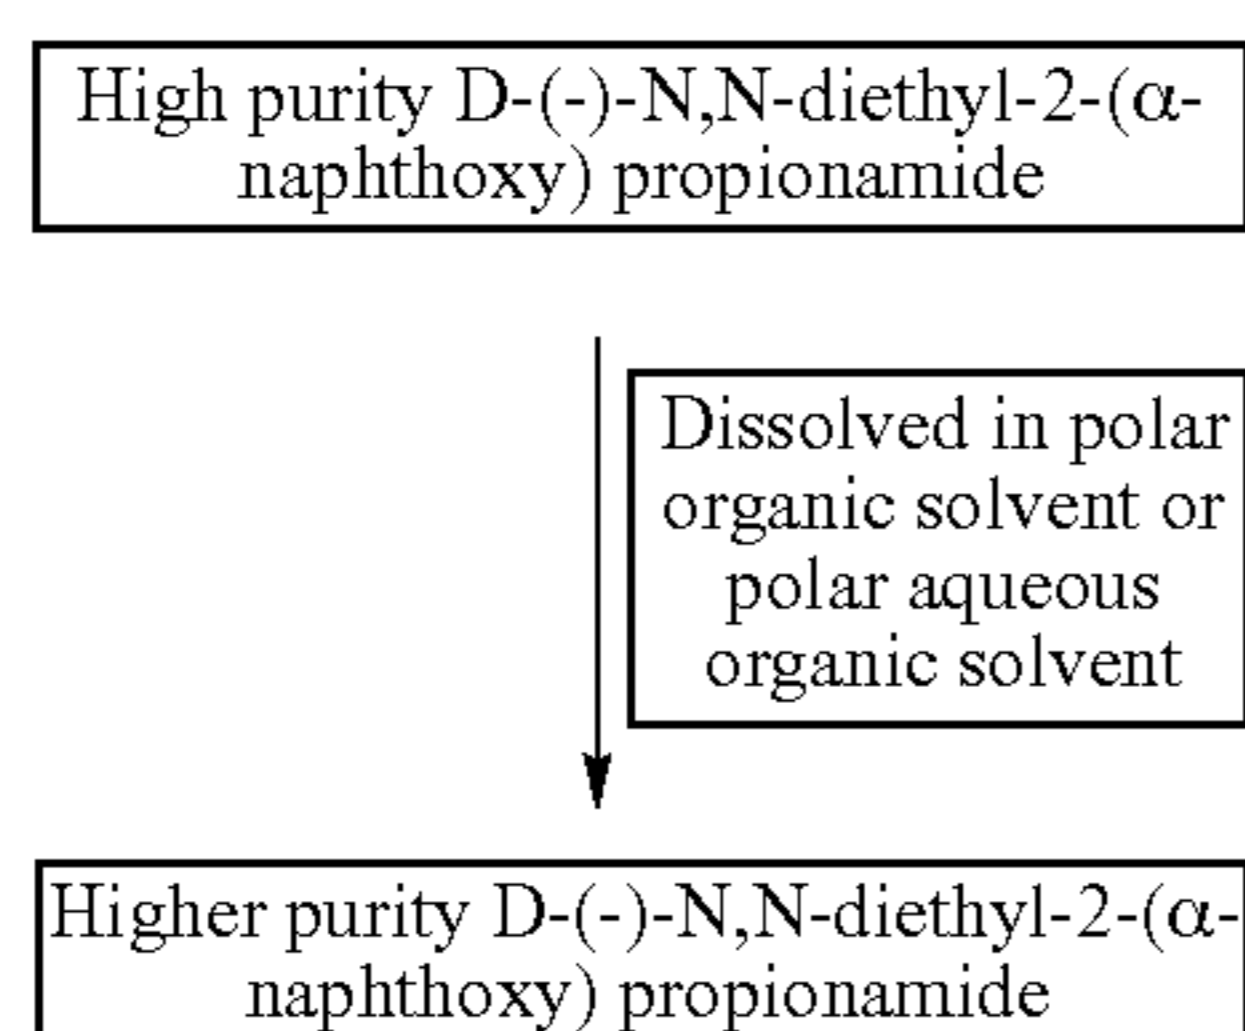 High purity D-(-)-N,N-diethyl-2-(α-
naphthoxy) propionamide
Dissolved in polar
organic solvent or
polar aqueous
organic solvent
Higher purity D-(-)-N,N-diethyl-2-(α-
naphthoxy) propionamide